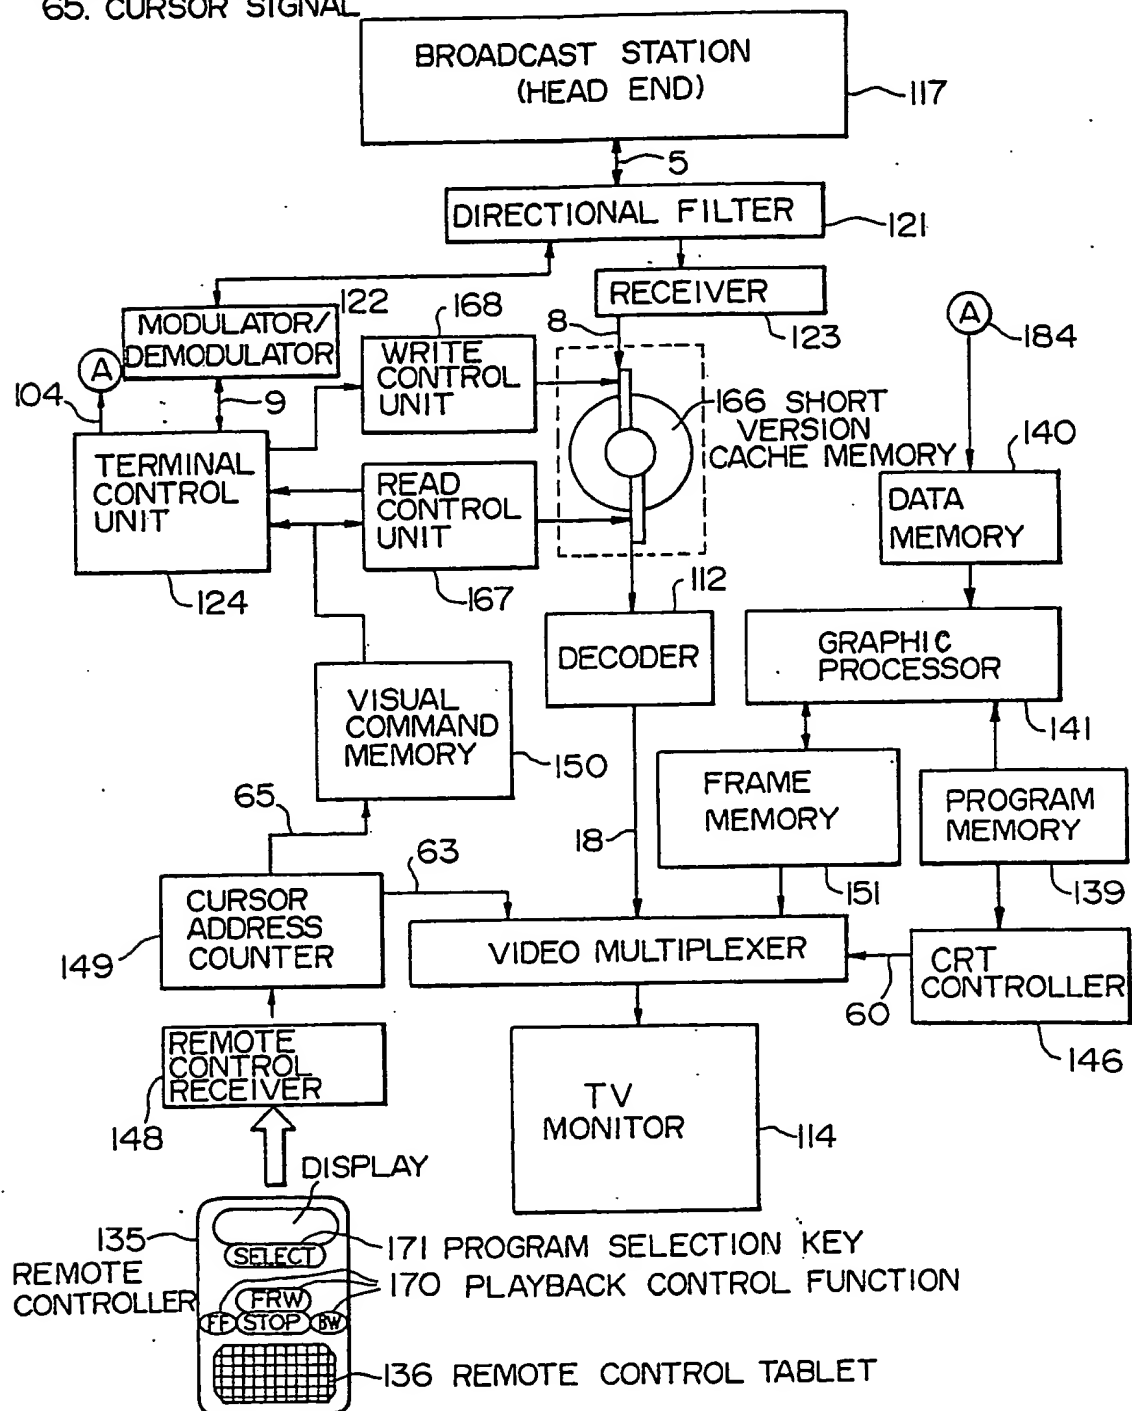 65. CURSOR SIGNAL
BROADCAST STATION
(HEAD END)
117
5
DIRECTIONAL FILTER
121
RECEIVER
123
122
MODULATOR/
DEMODULATOR
168
WRITE
CONTROL
UNIT
8
A
184
A
104
9
166 SHORT
VERSION
CACHE MEMORY
140
DATA
MEMORY
TERMINAL
CONTROL
UNIT
124
READ
CONTROL
UNIT
167
112
DECODER
GRAPHIC
PROCESSOR
141
VISUAL
COMMAND
MEMORY
150
FRAME
MEMORY
151
PROGRAM
MEMORY
139
65
18
63
CURSOR
ADDRESS
COUNTER
149
VIDEO MULTIPLEXER
60
CRT
CONTROLLER
146
REMOTE
CONTROL
RECEIVER
148
TV
MONITOR
114
DISPLAY
135
REMOTE
CONTROLLER
SELECT
171 PROGRAM SELECTION KEY
FRW
170 PLAYBACK CONTROL FUNCTION
FF STOP BW
136 REMOTE CONTROL TABLET